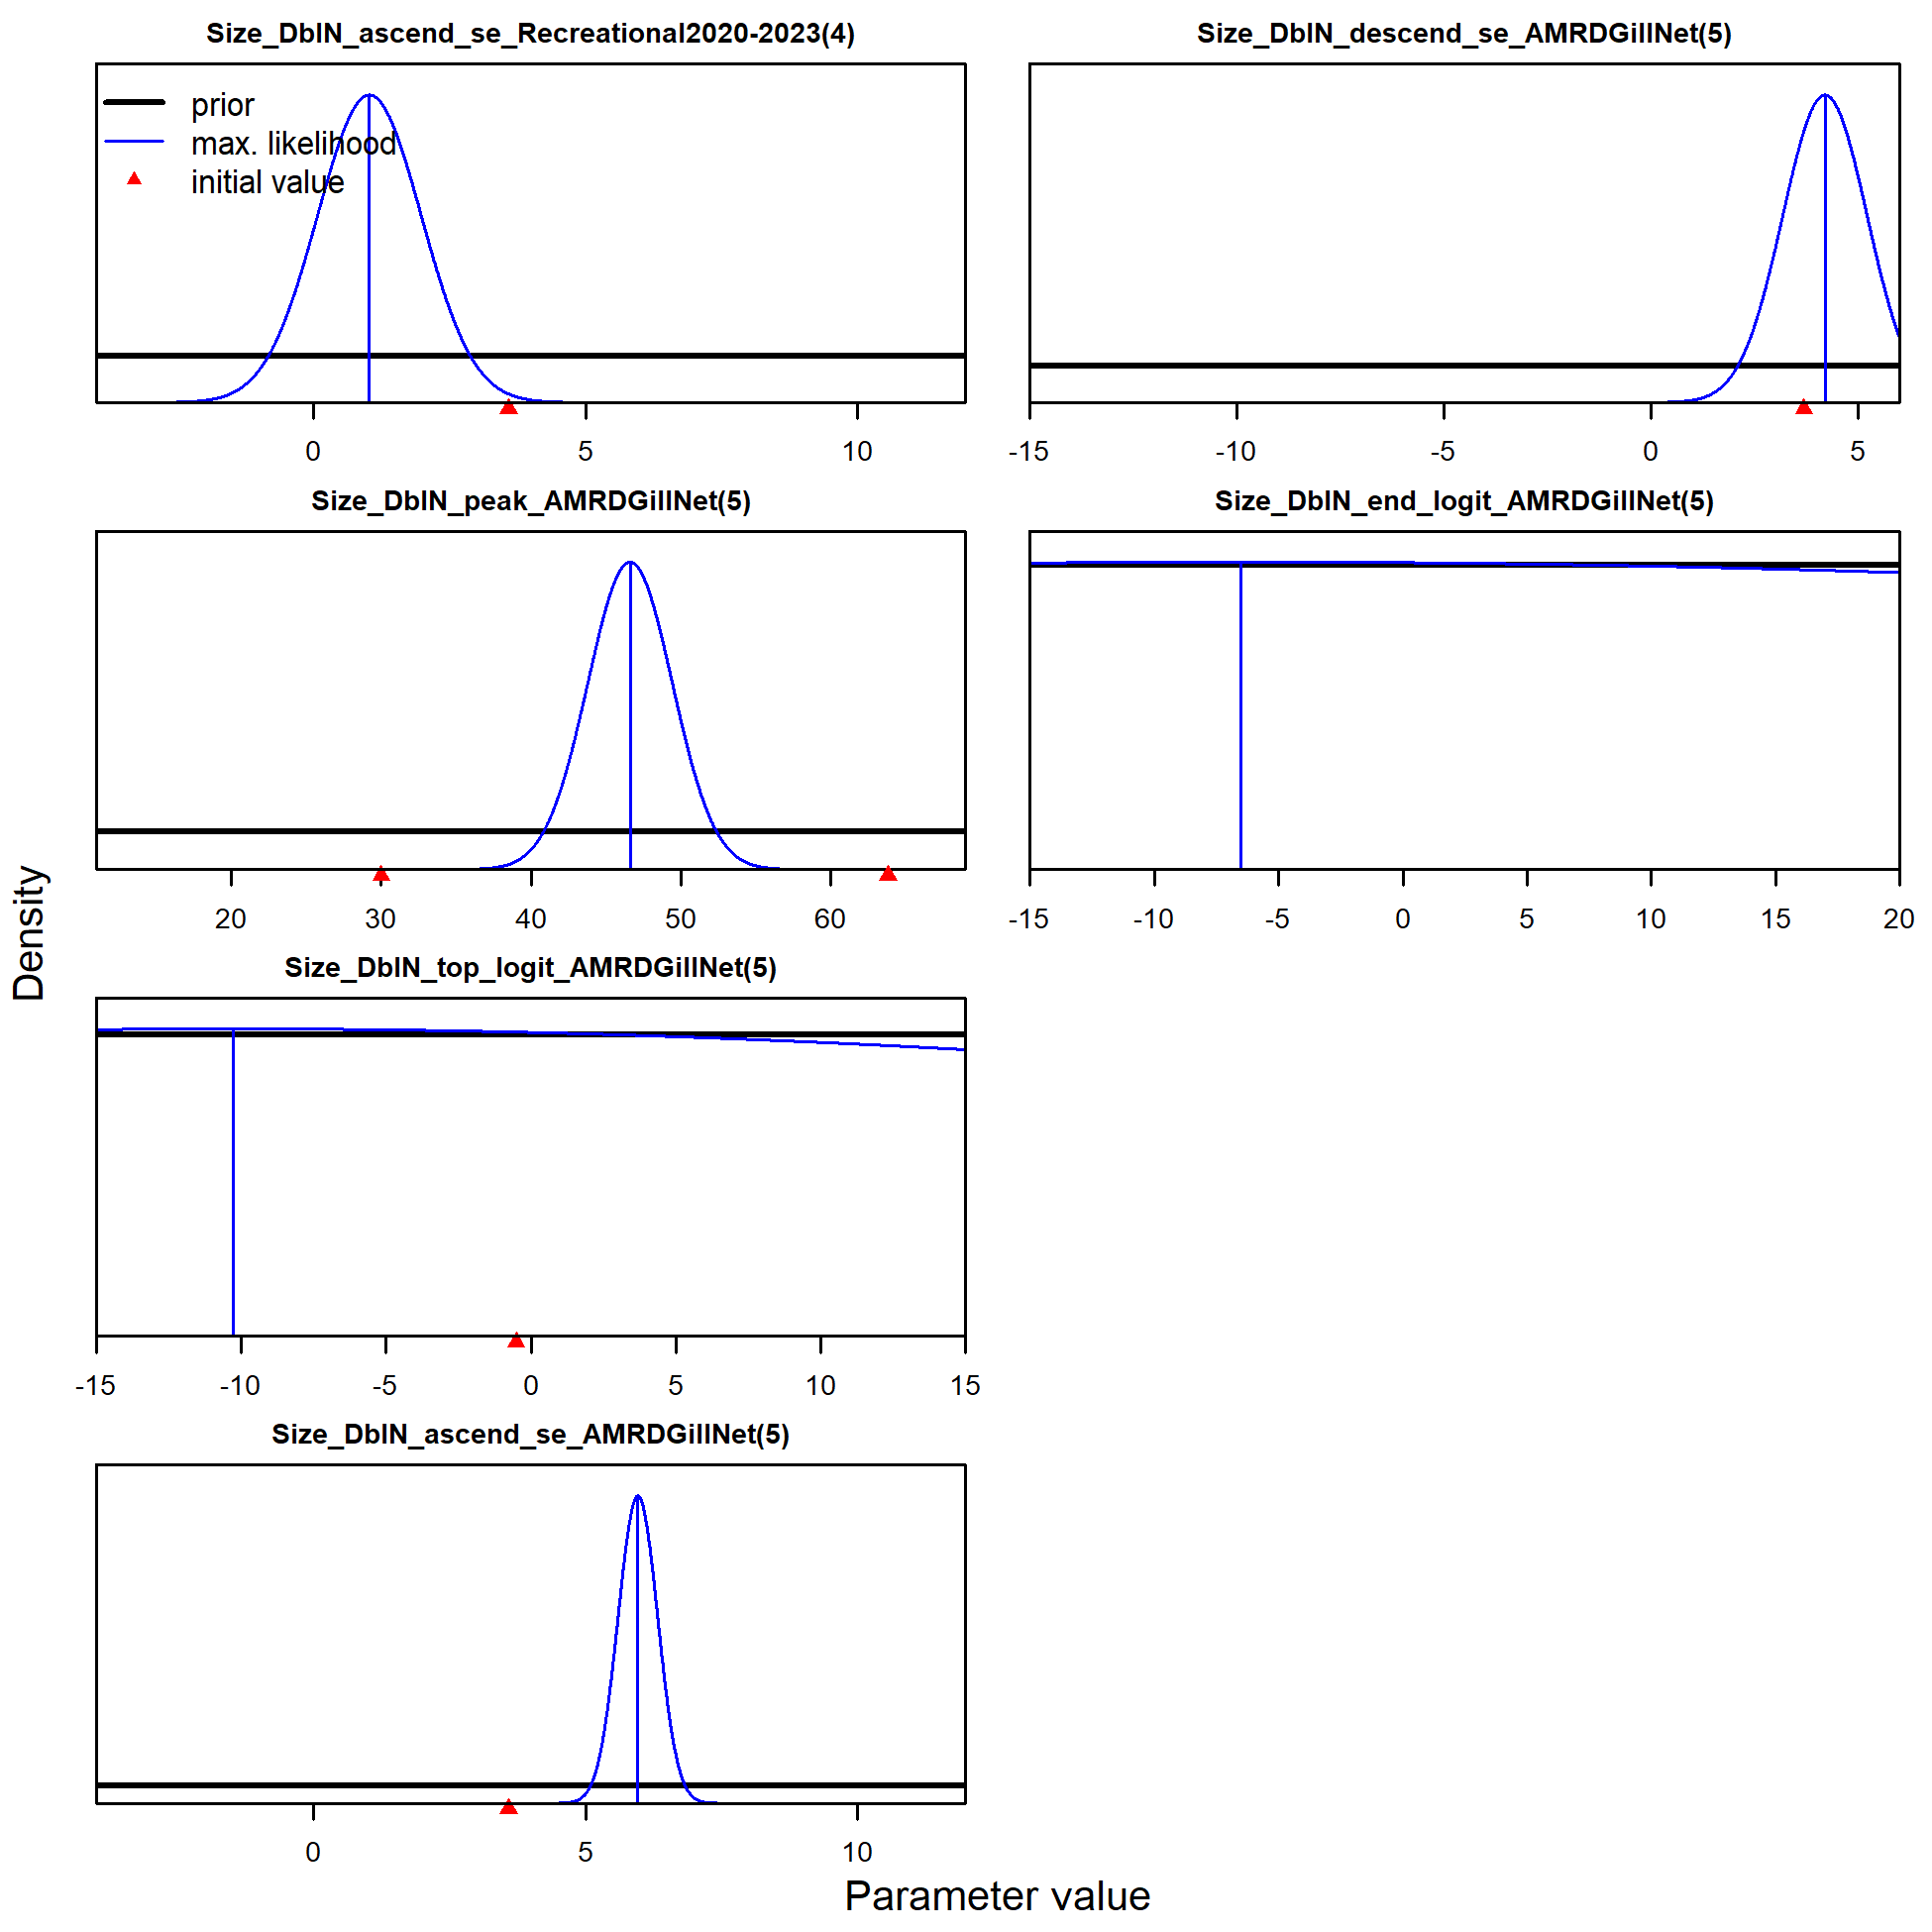 Size_DblN_ascend_se_Recreational2020-2023(4)
prior
max. likelihood
initial value
0 5 10
Size_DblN_descend_se_AMRDGillNet(5)
-15 -10 -5 0 5
Size_DblN_peak_AMRDGillNet(5)
20 30 40 50 60
Size_DblN_end_logit_AMRDGillNet(5)
-15 -10 -5 0 5 10 15 20
Size_DblN_top_logit_AMRDGillNet(5)
-15 -10 -5 0 5 10 15
Size_DblN_ascend_se_AMRDGillNet(5)
0 5 10
Density
Parameter value